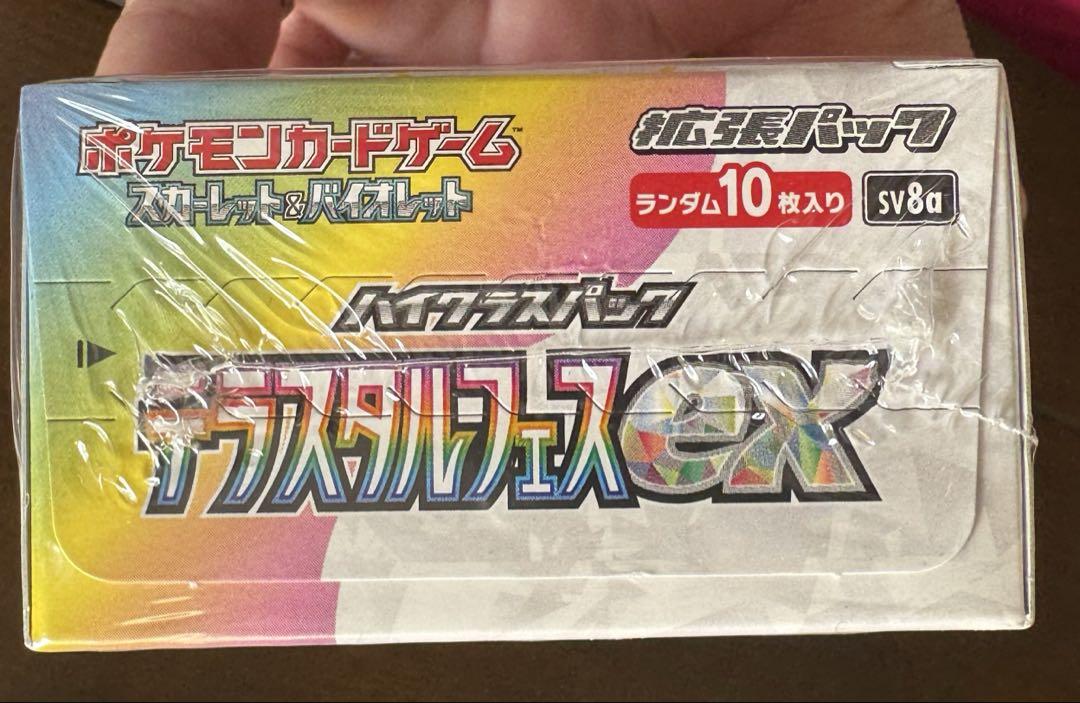 ポケモンカードゲーム™
スカーレット&バイオレット
拡張パック
ランダム10枚入り
SV8a
ハイクラスパック
テラスタルフェスex